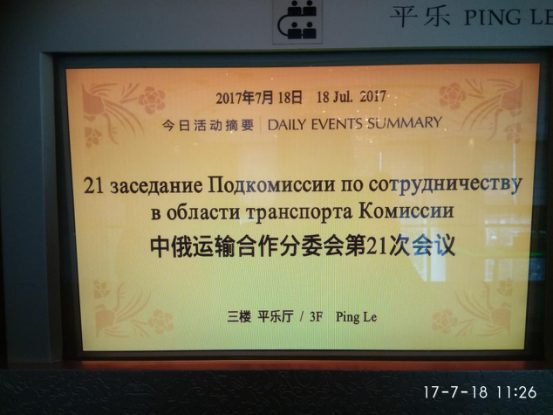 平乐 PING LE
2017年7月18日 18 Jul. 2017
今日活动摘要 | DAILY EVENTS SUMMARY
21 заседание Подкомиссии по сотрудничеству
в области транспорта Комиссии
中俄运输合作分委会第21次会议
三楼 平乐厅 / 3F Ping Le
17-7-18 11:26